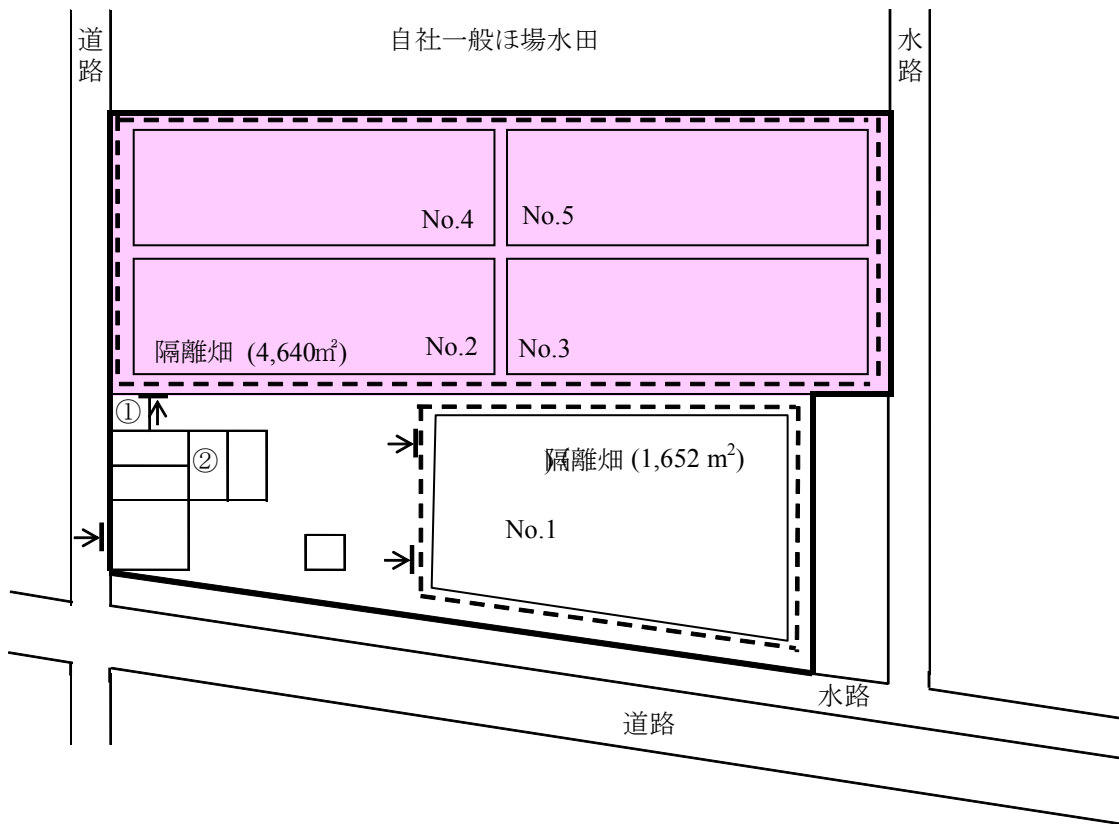 道路
自社一般ほ場水田
水路
No.4
No.5
隔離畑 (4,640㎡)
No.2
No.3
①
②
隔離畑 (1,652 m²)
No.1
水路
道路